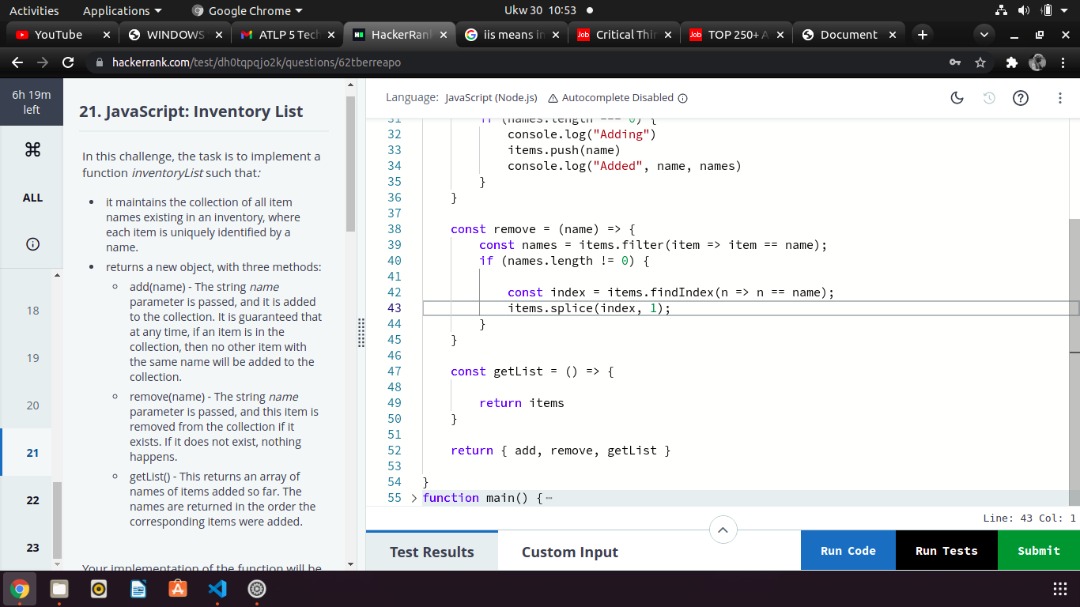 Activities Applications Google Chrome Ukw 30 10:53
YouTube WINDOWS ATLP 5 Tech HackerRan iis means in Critical Thin TOP 250+ A Document
hackerrank.com/test/dh0tqpqjo2k/questions/62tberreapo
6h 19m
left
ALL
18
19
20
21
22
23
21. JavaScript: Inventory List
In this challenge, the task is to implement a
function inventoryList such that:
• it maintains the collection of all item
names existing in an inventory, where
each item is uniquely identified by a
name.
• returns a new object, with three methods:
◦ add(name) - The string name
parameter is passed, and it is added
to the collection. It is guaranteed that
at any time, if an item is in the
collection, then no other item with
the same name will be added to the
collection.
◦ remove(name) - The string name
parameter is passed, and this item is
removed from the collection if it
exists. If it does not exist, nothing
happens.
◦ getList() - This returns an array of
names of items added so far. The
names are returned in the order the
corresponding items were added.
Your implementation of the function will be
Language: JavaScript (Node.js) Autocomplete Disabled
31 if (names.length === 0) {
32 console.log("Adding")
33 items.push(name)
34 console.log("Added", name, names)
35 }
36 }
37
38 const remove = (name) => {
39 const names = items.filter(item => item == name);
40 if (names.length != 0) {
41
42 const index = items.findIndex(n => n == name);
43 items.splice(index, 1);
44 }
45 }
46
47 const getList = () => {
48
49 return items
50 }
51
52 return { add, remove, getList }
53
54 }
55 function main() {
Line: 43 Col: 1
Test Results Custom Input Run Code Run Tests Submit